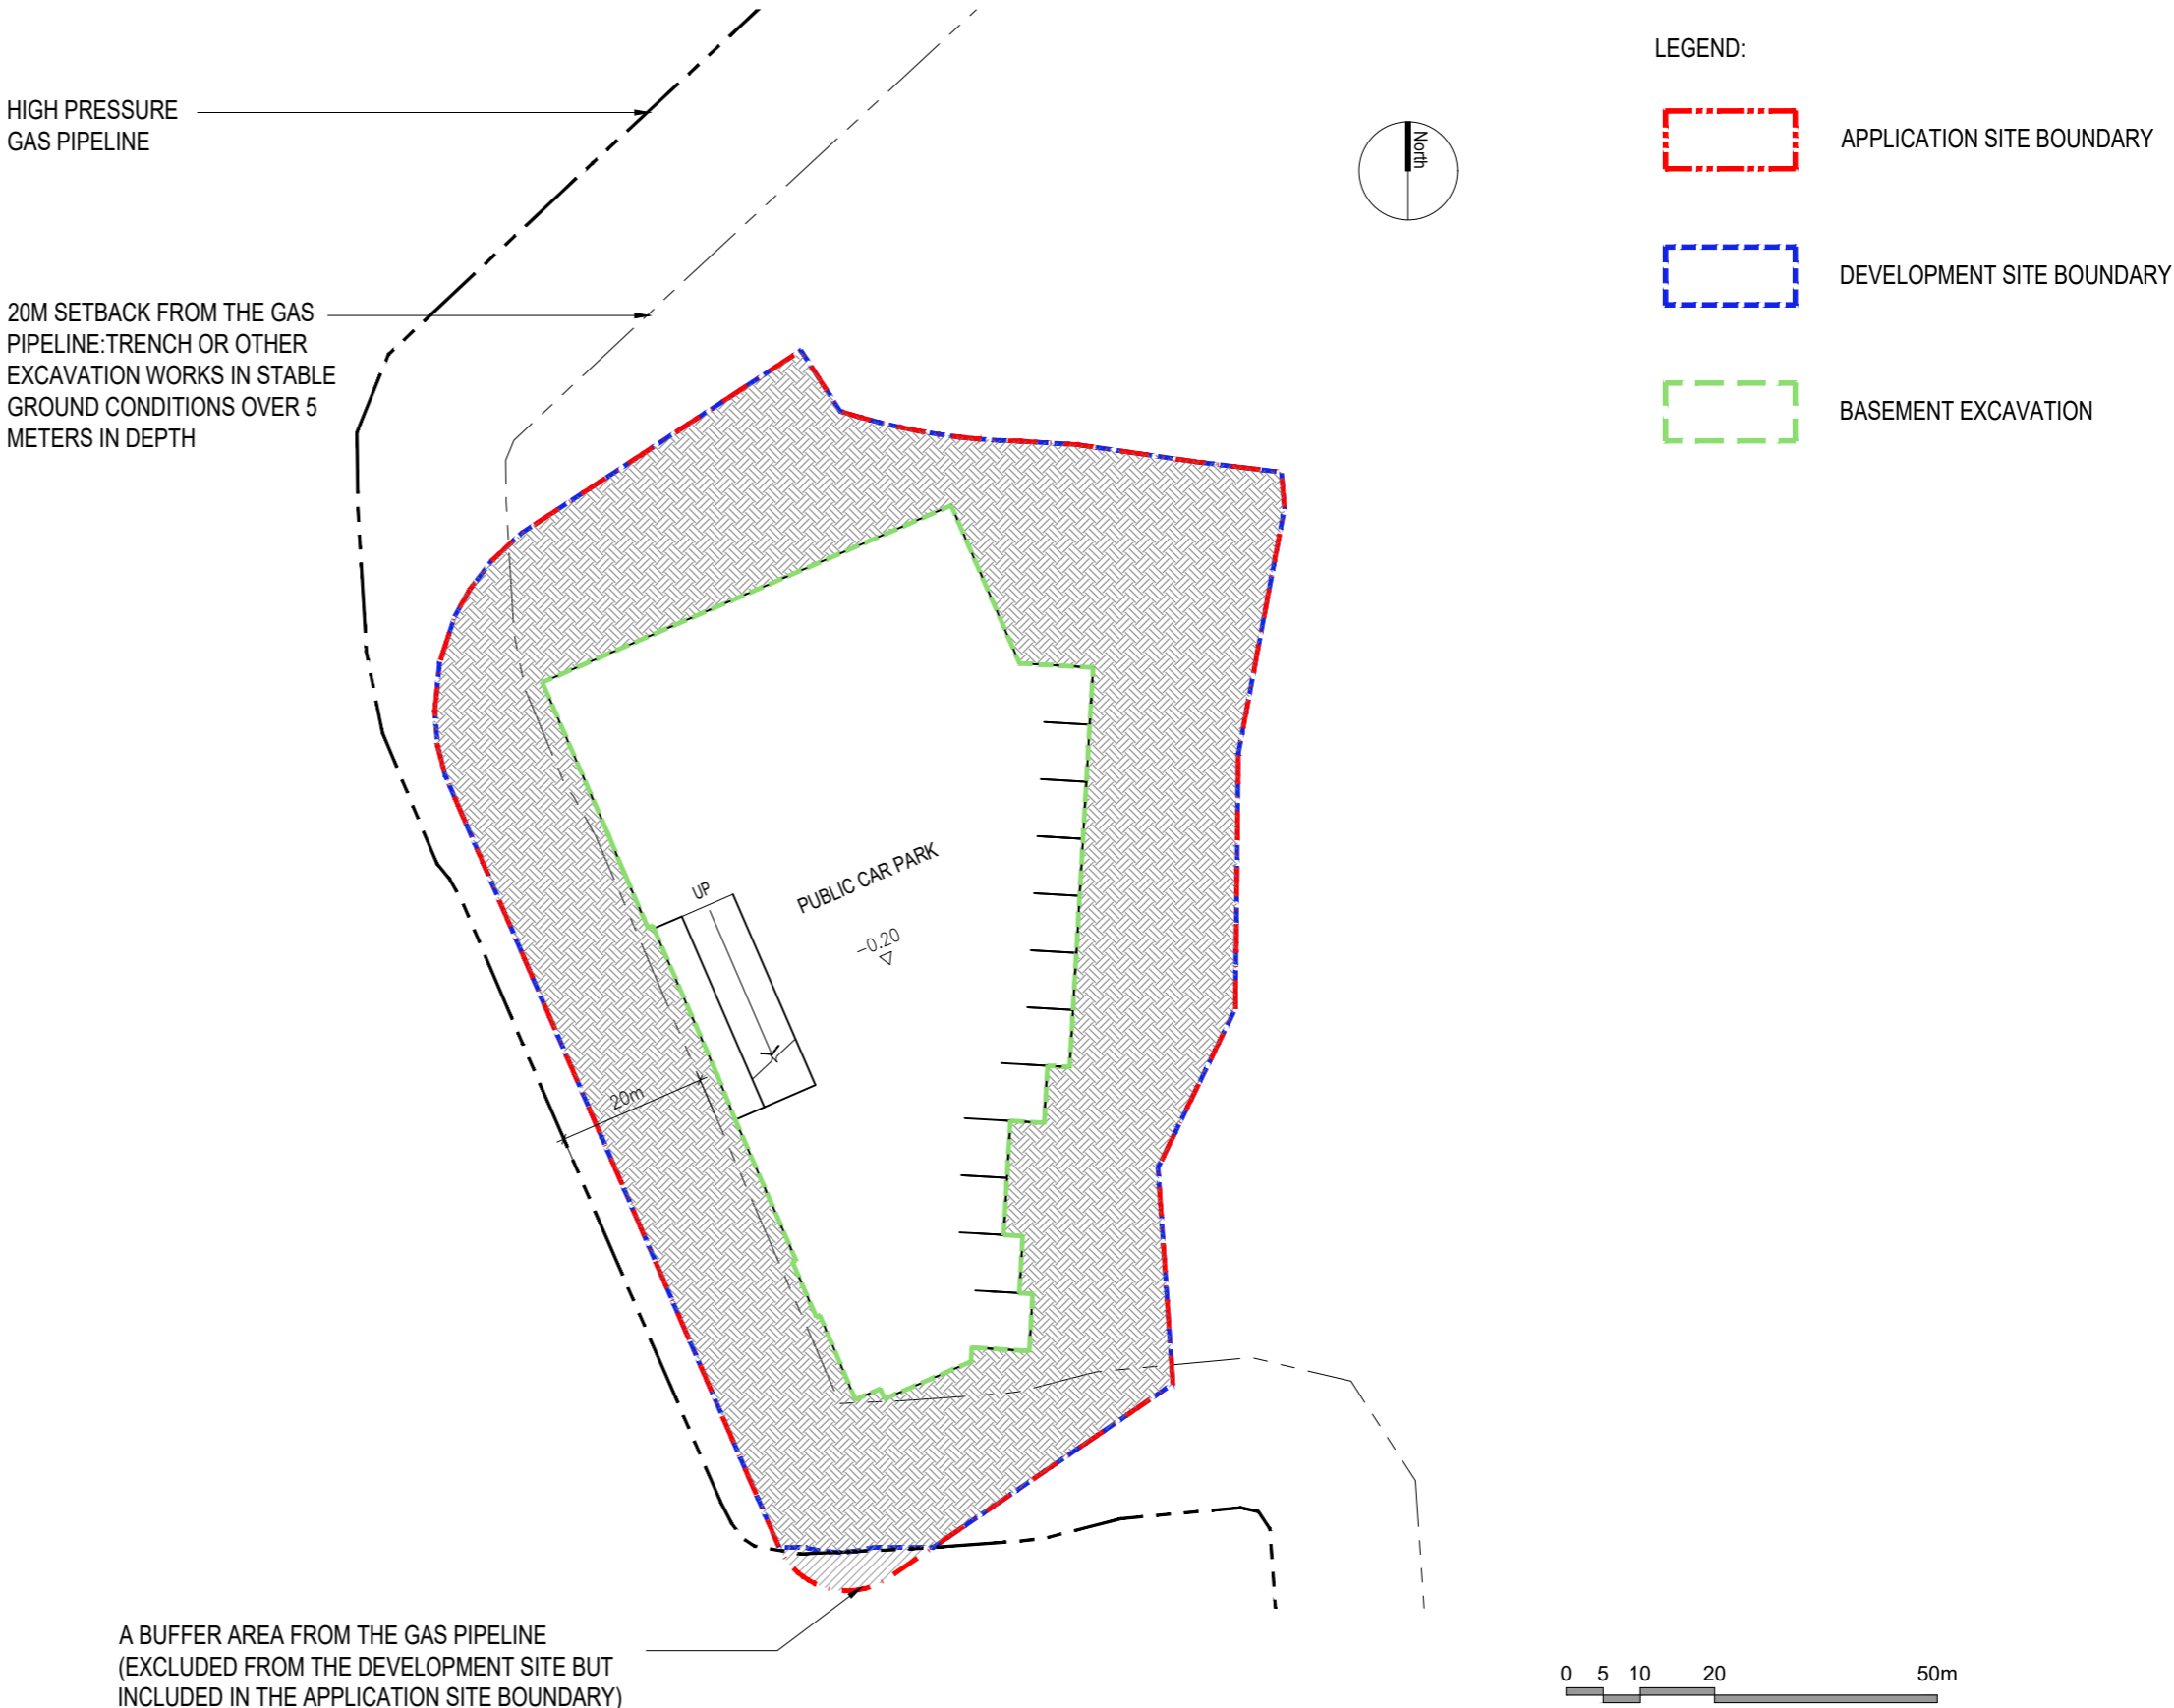 HIGH PRESSURE
GAS PIPELINE
20M SETBACK FROM THE GAS
PIPELINE:TRENCH OR OTHER
EXCAVATION WORKS IN STABLE
GROUND CONDITIONS OVER 5
METERS IN DEPTH
North
LEGEND:
APPLICATION SITE BOUNDARY
DEVELOPMENT SITE BOUNDARY
BASEMENT EXCAVATION
UP
PUBLIC CAR PARK
−0.20
20m
A BUFFER AREA FROM THE GAS PIPELINE
(EXCLUDED FROM THE DEVELOPMENT SITE BUT
INCLUDED IN THE APPLICATION SITE BOUNDARY)
0 5 10 20 50m